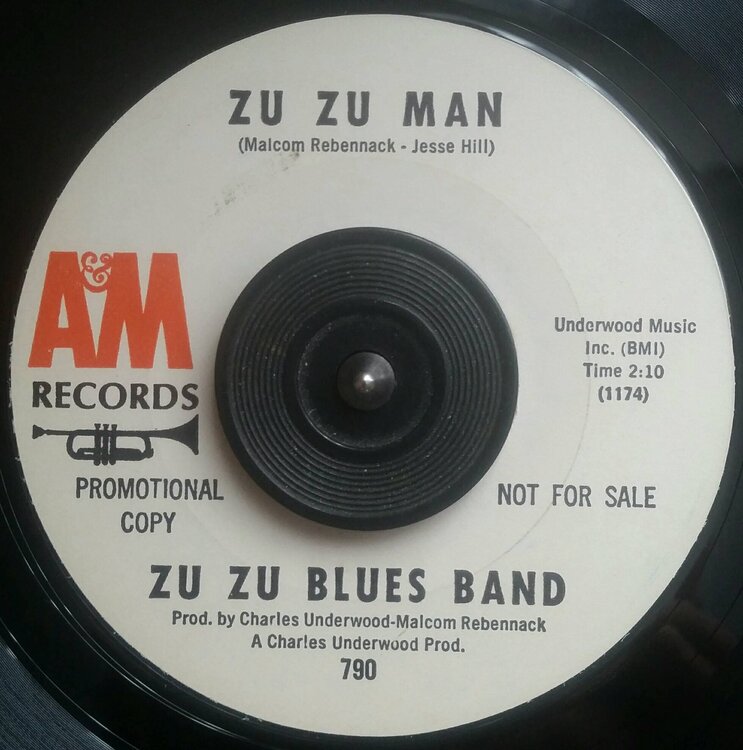 ZU ZU MAN
(Malcom Rebennack - Jesse Hill)
A&M
RECORDS
Underwood Music
Inc. (BMI)
Time 2:10
(1174)
PROMOTIONAL
COPY
NOT FOR SALE
ZU ZU BLUES BAND
Prod. by Charles Underwood-Malcom Rebennack
A Charles Underwood Prod.
790